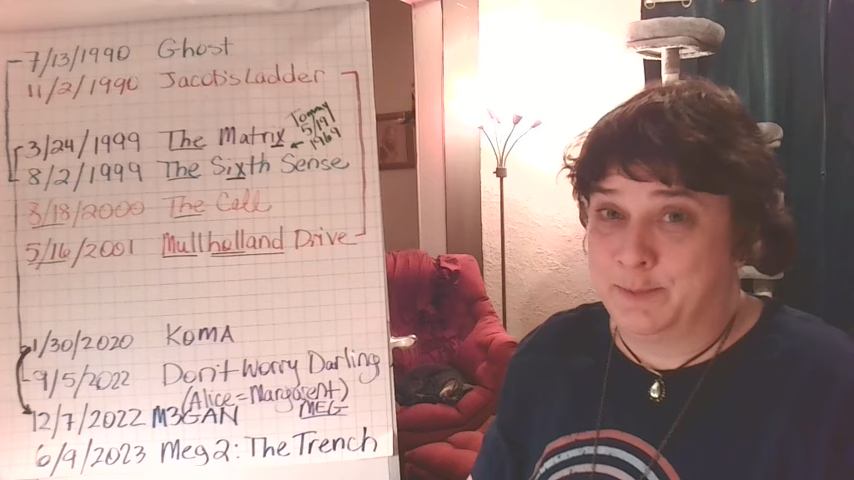 7/13/1990 Ghost
11/2/1990 Jacob's Ladder
3/24/1999 The Matrix
Tommy
5/19/
1969
8/2/1999 The Sixth Sense
8/18/2000 The Cell
5/16/2001 Mullholland Drive
1/30/2020 KOMA
9/5/2022 Don't Worry Darling
(Alice=Margaret)
12/7/2022 M3GAN MEG
6/9/2023 Meg 2: The Trench